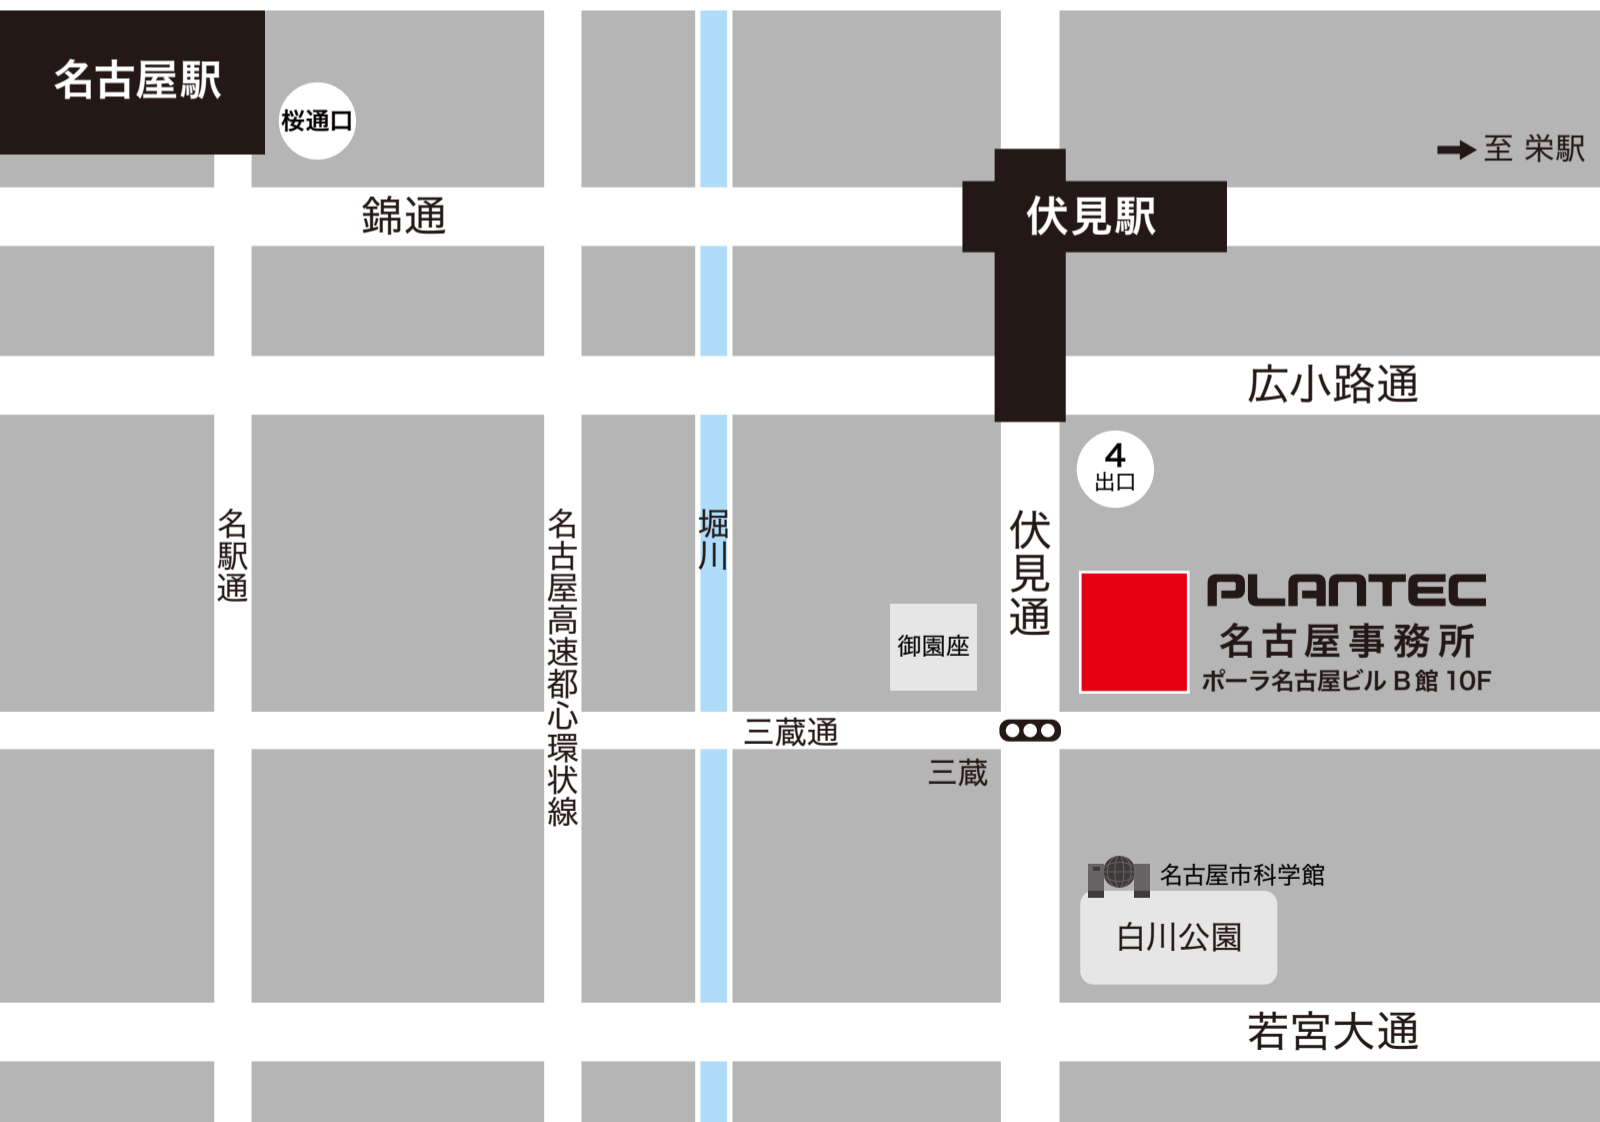 名古屋駅
桜通口
→至 栄駅
錦通
伏見駅
広小路通
4
出口
名駅通
名古屋高速都心環状線
堀川
伏見通
PLANTEC
名古屋事務所
ポーラ名古屋ビル B 館 10F
御園座
三蔵通
三蔵
名古屋市科学館
白川公園
若宮大通